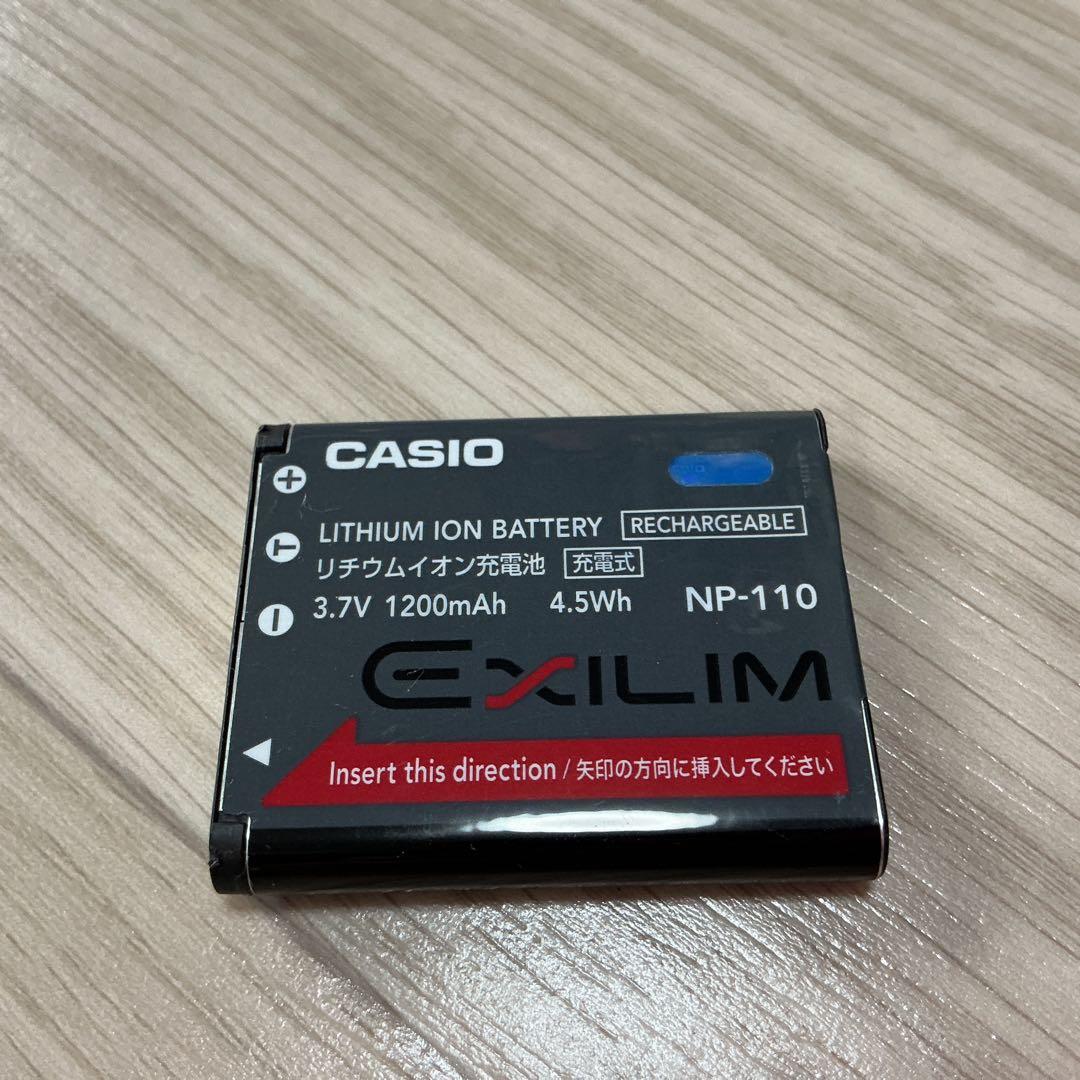 CASIO
LITHIUM ION BATTERY RECHARGEABLE
リチウムイオン充電池 充電式
3.7V 1200mAh 4.5Wh NP-110
EXILIM
Insert this direction / 矢印の方向に挿入してください
+
T
−